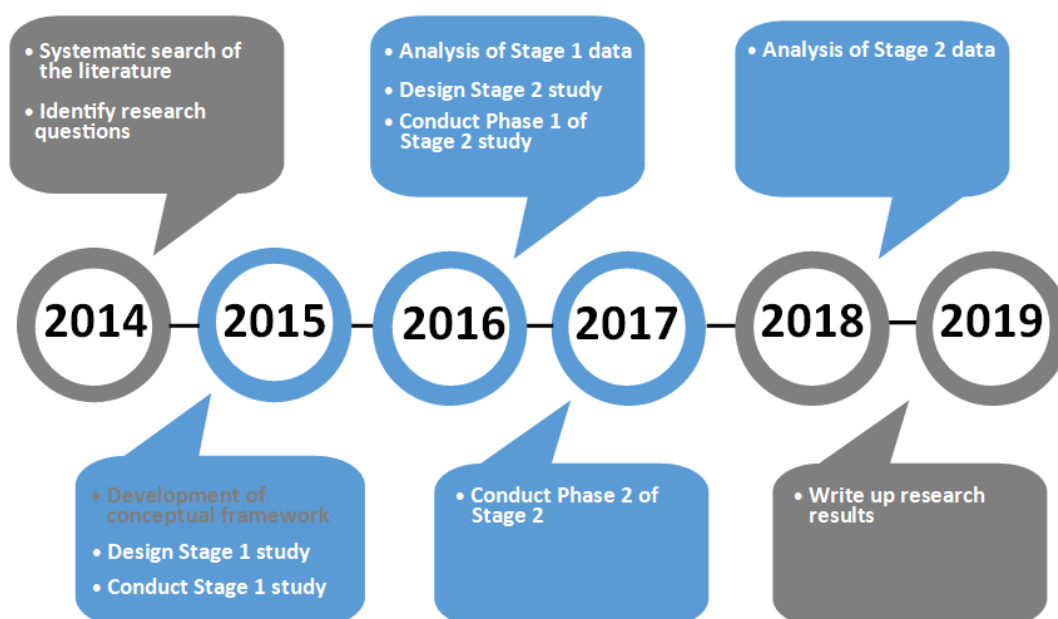 • Systematic search of
the literature
• Identify research
questions
• Analysis of Stage 1 data
• Design Stage 2 study
• Conduct Phase 1 of
Stage 2 study
• Analysis of Stage 2 data
2014
2015
2016
2017
2018
2019
• Development of
conceptual framework
• Design Stage 1 study
• Conduct Stage 1 study
• Conduct Phase 2 of
Stage 2
• Write up research
results